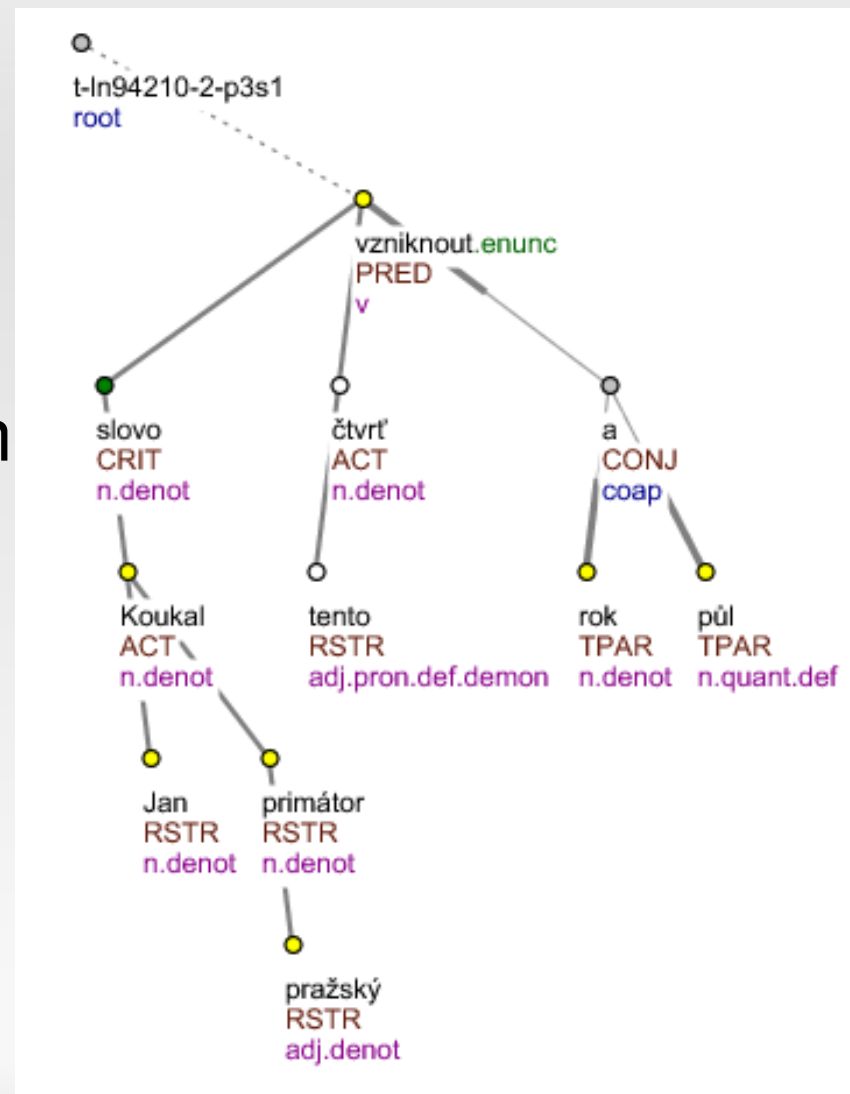 t-ln94210-2-p3s1
root
vzniknout.enunc
PRED
v
slovo
CRIT
n.denot
čtvrť
ACT
n.denot
a
CONJ
coap
Koukal
ACT
n.denot
tento
RSTR
adj.pron.def.demon
rok
TPAR
n.denot
půl
TPAR
n.quant.def
Jan
RSTR
n.denot
primátor
RSTR
n.denot
pražský
RSTR
adj.denot